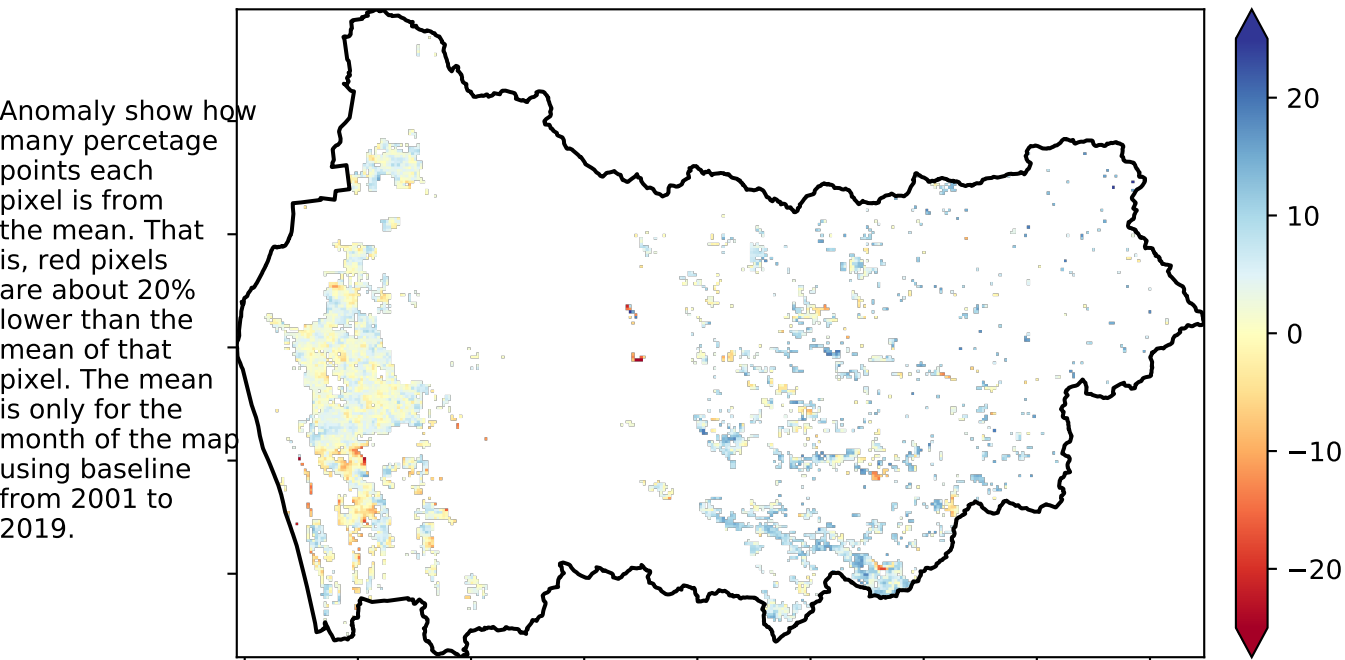 Anomaly show how
many percetage
points each
pixel is from
the mean. That
is, red pixels
are about 20%
lower than the
mean of that
pixel. The mean
is only for the
month of the map
using baseline
from 2001 to
2019.
20
10
0
−10
−20